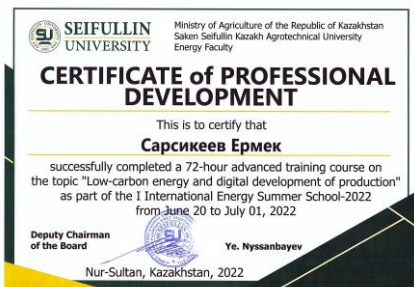 SEIFULLIN
UNIVERSITY
Ministry of Agriculture of the Republic of Kazakhstan
Saken Seifullin Kazakh Agrotechnical University
Energy Faculty
CERTIFICATE of PROFESSIONAL
DEVELOPMENT
This is to certify that
Сарсикеев Ермек
successfully completed a 72-hour advanced training course on
the topic "Low-carbon energy and digital development of production"
as part of the I International Energy Summer School-2022
from June 20 to July 01, 2022
Deputy Chairman
of the Board
Ye. Nyssanbayev
Nur-Sultan, Kazakhstan, 2022